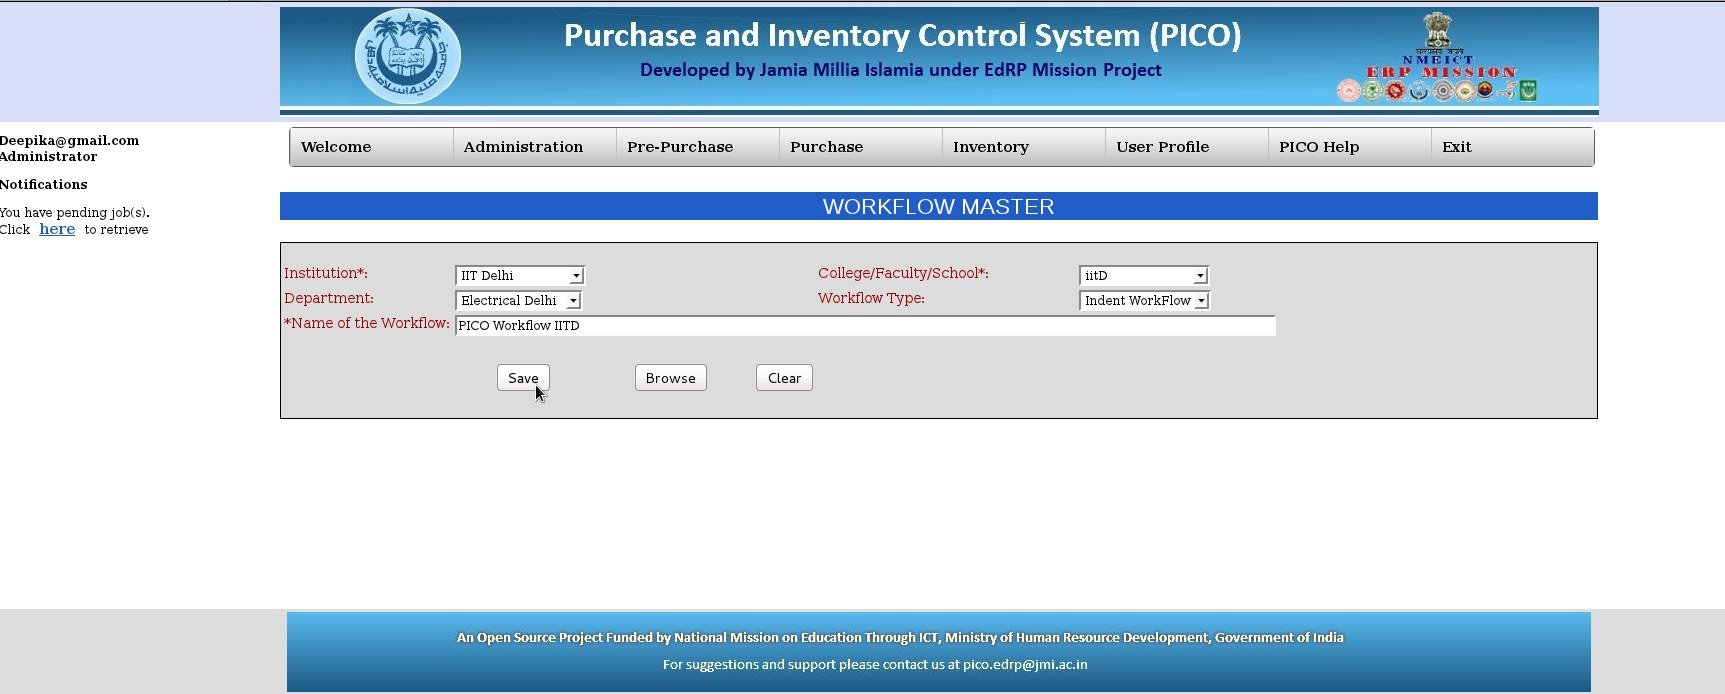 Purchase and Inventory Control System (PICO)
Developed by Jamia Millia Islamia under EdRP Mission Project
NMEICT
ERP MISSION
Deepika@gmail.com
Administrator
Notifications
You have pending job(s).
Click here to retrieve
Welcome Administration Pre-Purchase Purchase Inventory User Profile PICO Help Exit
WORKFLOW MASTER
Institution*: IIT Delhi College/Faculty/School*: iitD
Department: Electrical Delhi Workflow Type: Indent WorkFlow
*Name of the Workflow: PICO Workflow IITD
Save Browse Clear
An Open Source Project Funded by National Mission on Education Through ICT, Ministry of Human Resource Development, Government of India
For suggestions and support please contact us at pico.edrp@jmi.ac.in